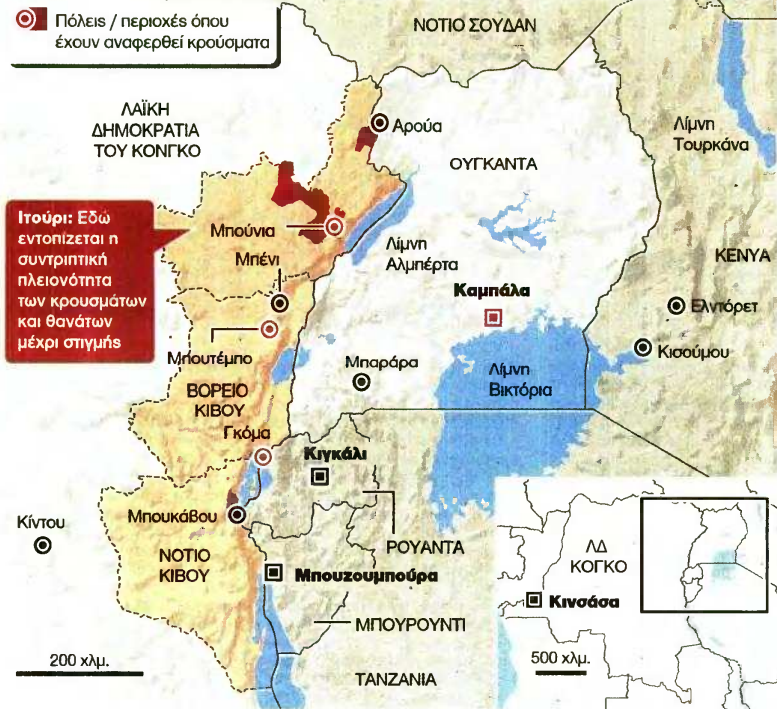 Πόλεις / περιοχές όπου
έχουν αναφερθεί κρούσματα
ΝΟΤΙΟ ΣΟΥΔΑΝ
ΛΑΪΚΗ
ΔΗΜΟΚΡΑΤΙΑ
ΤΟΥ ΚΟΝΓΚΟ
Αρούα
Λίμνη
Τουρκάνα
ΟΥΓΚΑΝΤΑ
Ιτούρι: Εδώ
εντοπίζεται η
συντριπτική
πλειονότητα
των κρουσμάτων
και θανάτων
μέχρι στιγμής
Μπούνια
Μπένι
Λίμνη
Αλμπέρτα
ΚΕΝΥΑ
Καμπάλα
Ελντόρετ
Μπουτέμπο
Κισούμου
Μπαράρα
Λίμνη
Βικτόρια
ΒΟΡΕΙΟ
ΚΙΒΟΥ
Γκόμα
Κιγκάλι
Κίντου
Μπουκάβου
ΡΟΥΑΝΤΑ
ΝΟΤΙΟ
ΚΙΒΟΥ
Μπουζουμπούρα
ΜΠΟΥΡΟΥΝΤΙ
ΤΑΝΖΑΝΙΑ
200 χλμ.
ΛΔ
ΚΟΓΚΟ
Κινσάσα
500 χλμ.